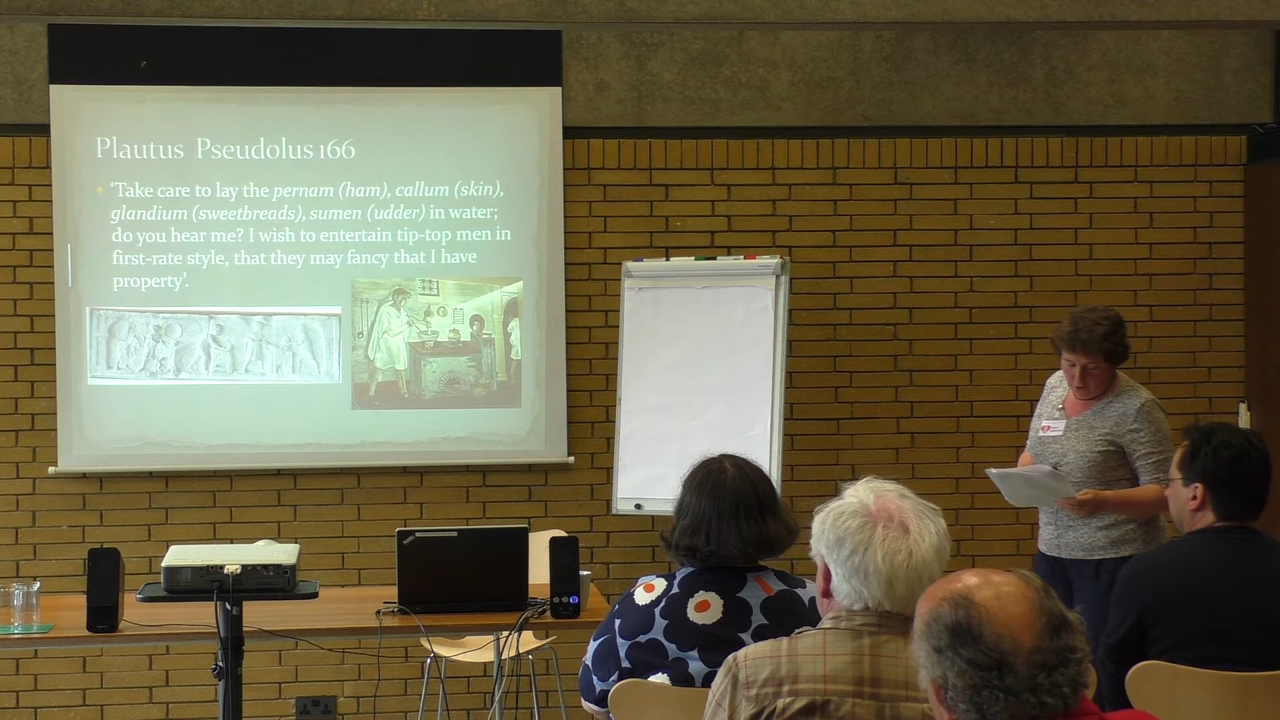 Plautus Pseudolus 166
• 'Take care to lay the pernam (ham), callum (skin),
glandium (sweetbreads), sumen (udder) in water;
do you hear me? I wish to entertain tip-top men in
first-rate style, that they may fancy that I have
property'.